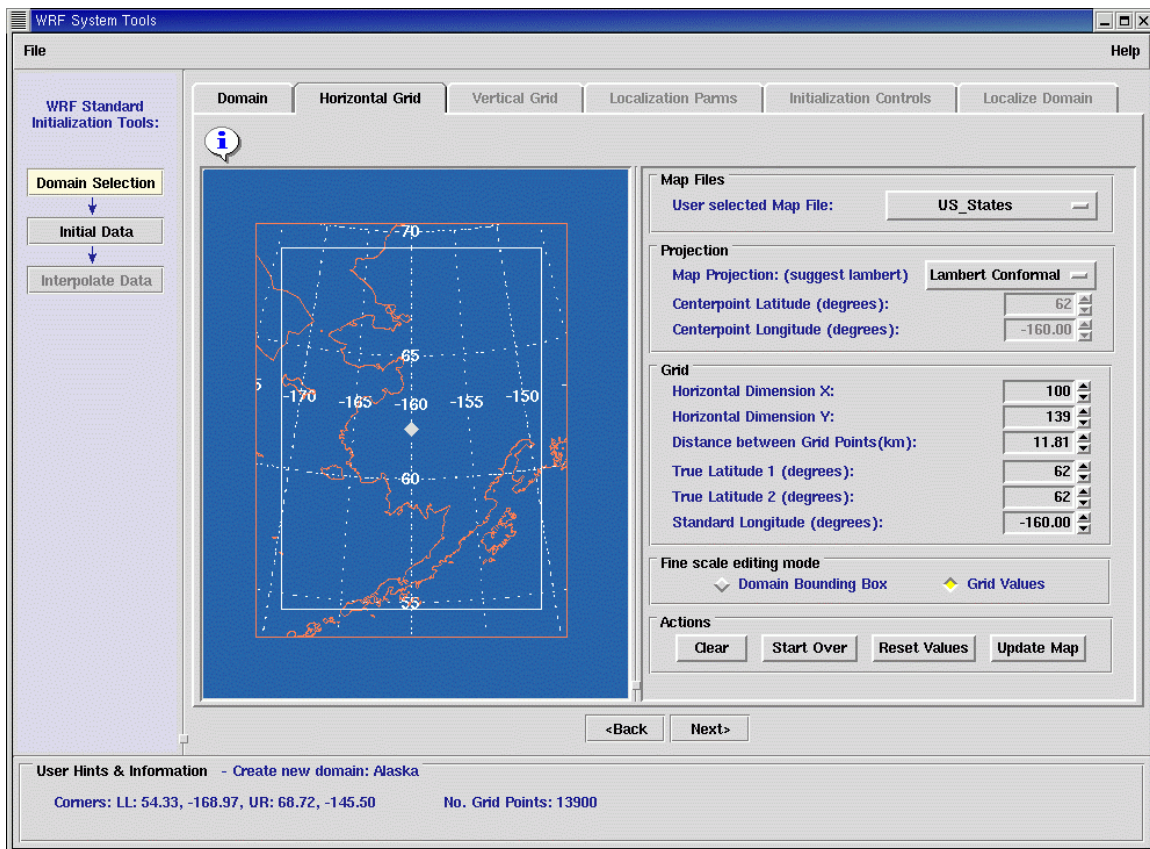 WRF System Tools
File
Help
WRF Standard
Initialization Tools:
Domain Selection
Initial Data
Interpolate Data
Domain
Horizontal Grid
Vertical Grid
Localization Parms
Initialization Controls
Localize Domain
i
-70-
65
5
-170
-165
-160
-155
-150
-60-
55
Map Files
User selected Map File:
US_States
Projection
Map Projection: (suggest lambert)
Lambert Conformal
Centerpoint Latitude (degrees):
62
Centerpoint Longitude (degrees):
-160.00
Grid
Horizontal Dimension X:
100
Horizontal Dimension Y:
139
Distance between Grid Points(km):
11.81
True Latitude 1 (degrees):
62
True Latitude 2 (degrees):
62
Standard Longitude (degrees):
-160.00
Fine scale editing mode
Domain Bounding Box
Grid Values
Actions
Clear
Start Over
Reset Values
Update Map
<Back
Next>
User Hints & Information - Create new domain: Alaska
Corners: LL: 54.33, -168.97, UR: 68.72, -145.50
No. Grid Points: 13900